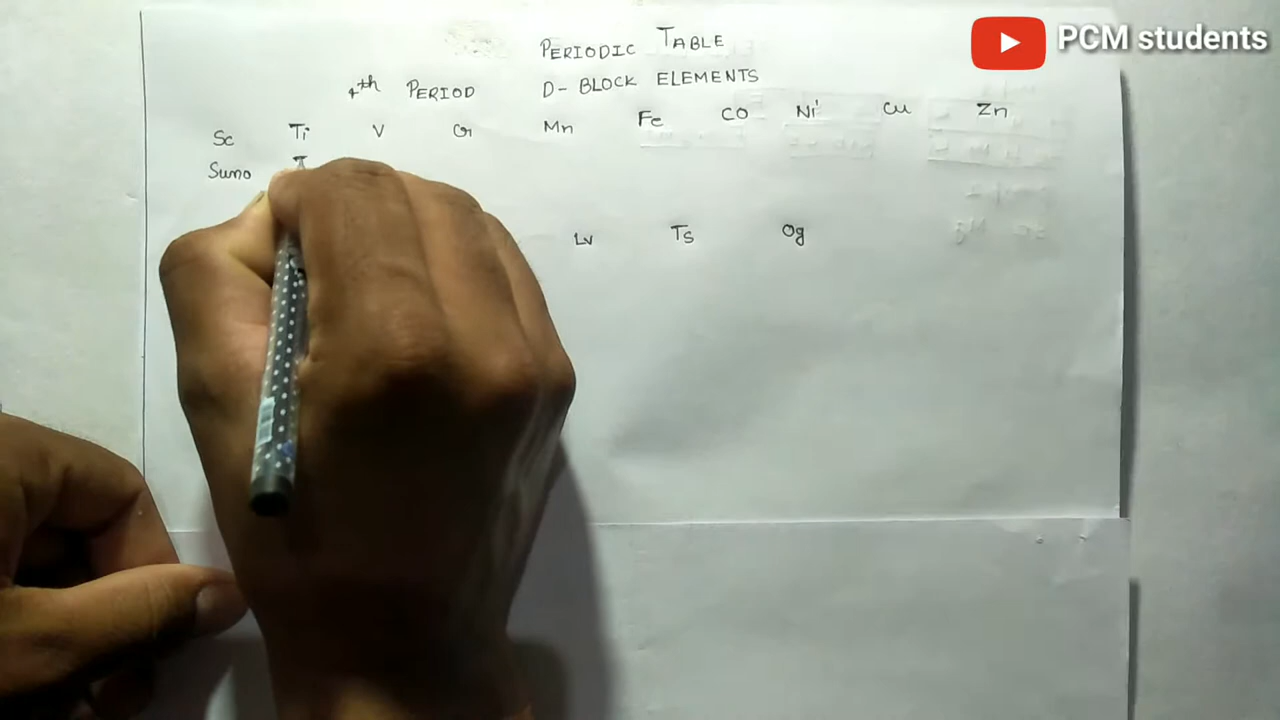 PCM students
PERIODIC TABLE
4th PERIOD D- BLOCK ELEMENTS
Sc Ti V Cr Mn Fe CO Ni Cu Zn
Suno
Lv Ts Og